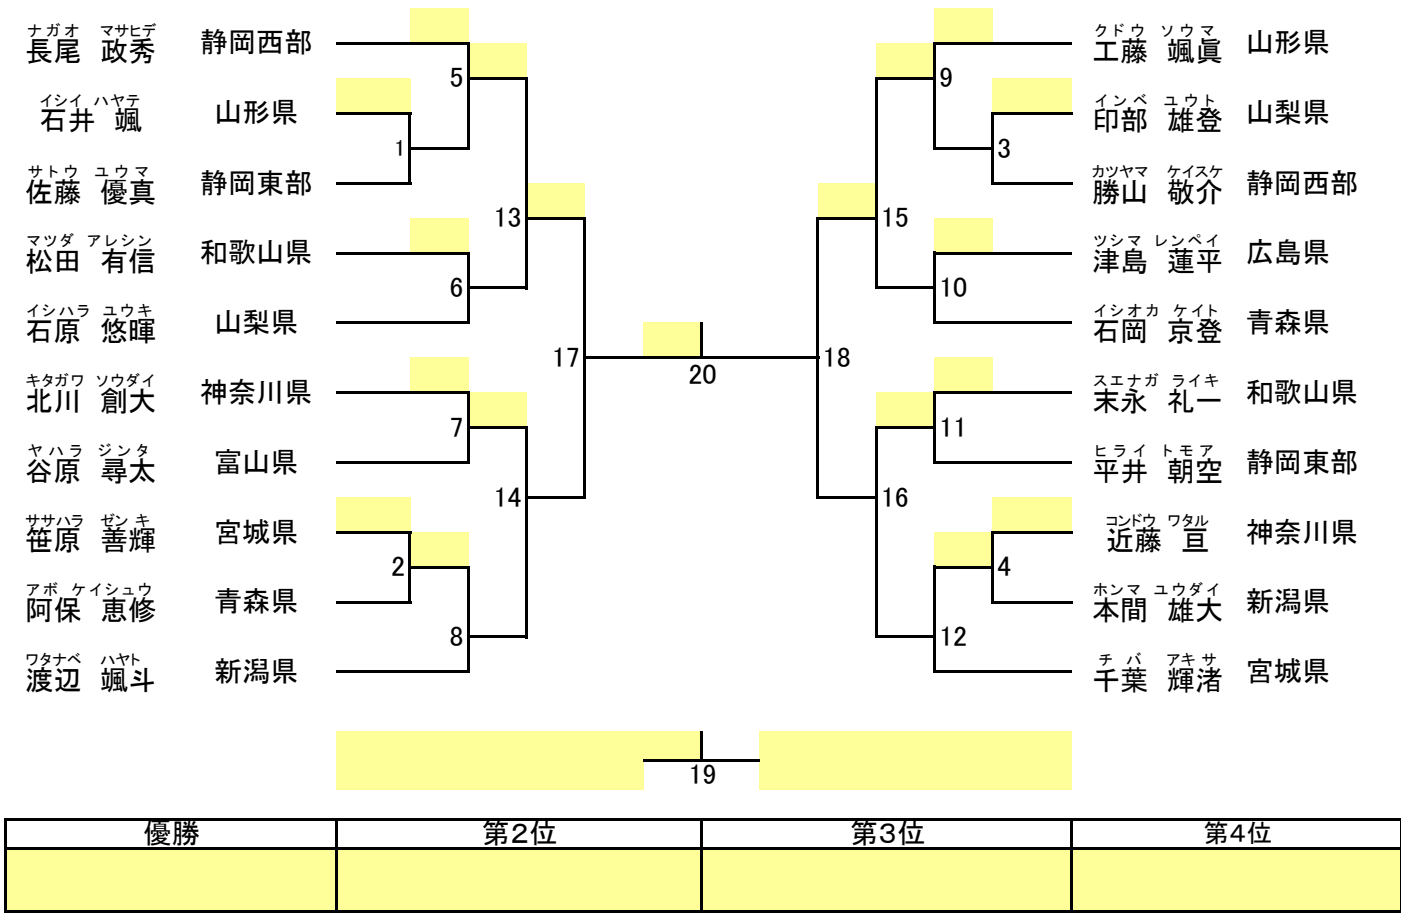 ナガオ マサヒデ
長尾 政秀 静岡西部
イシイ ハヤテ
石井 颯 山形県
サトウ ユウマ
佐藤 優真 静岡東部
マツダ アレシン
松田 有信 和歌山県
イシハラ ユウキ
石原 悠暉 山梨県
キタガワ ソウダイ
北川 創大 神奈川県
ヤハラ ジンタ
谷原 尋太 富山県
ササハラ ゼンキ
笹原 善輝 宮城県
アボ ケイシュウ
阿保 恵修 青森県
ワタナベ ハヤト
渡辺 颯斗 新潟県
1
2
5
6
7
8
13
14
17
20
18
15
16
9
10
11
12
3
4
クドウ ソウマ
工藤 颯眞 山形県
インベ ユウト
印部 雄登 山梨県
カツヤマ ケイスケ
勝山 敬介 静岡西部
ツシマ レンペイ
津島 蓮平 広島県
イシオカ ケイト
石岡 京登 青森県
スエナガ ライキ
末永 礼一 和歌山県
ヒライ トモア
平井 朝空 静岡東部
コンドウ ワタル
近藤 亘 神奈川県
ホンマ ユウダイ
本間 雄大 新潟県
チバ アキサ
千葉 輝渚 宮城県
19
優勝 第2位 第3位 第4位